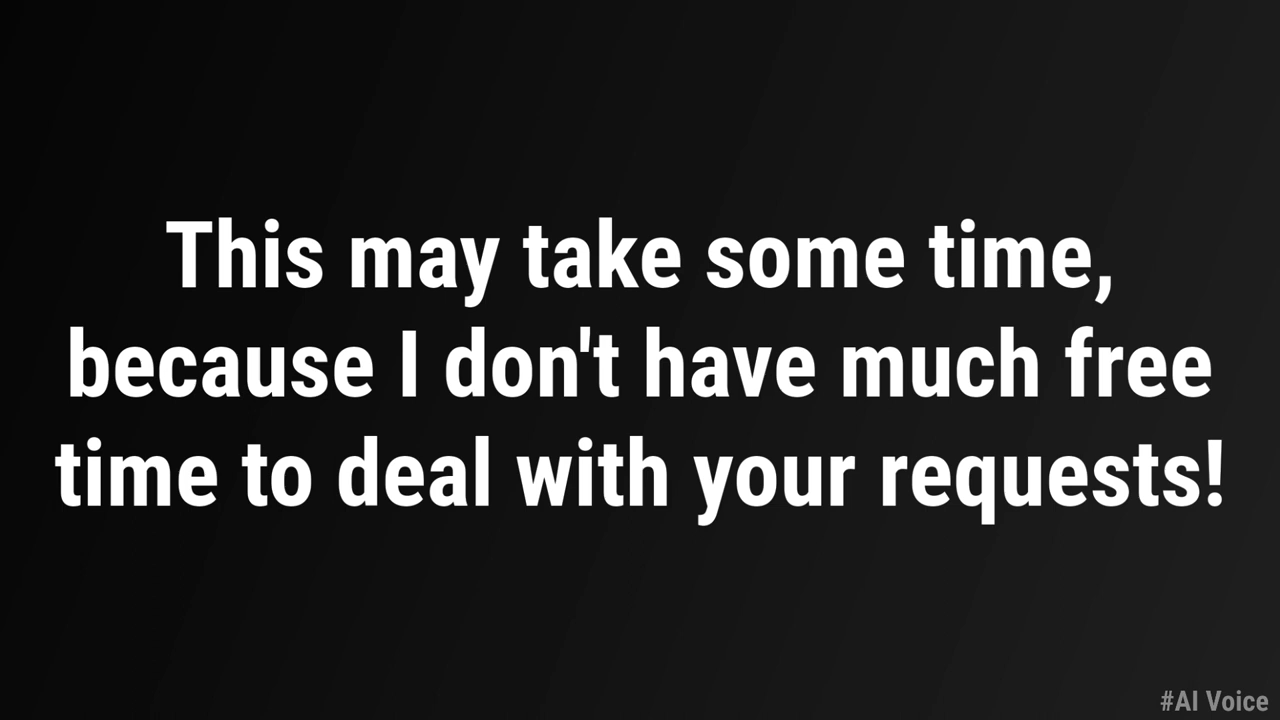 This may take some time,
because I don't have much free
time to deal with your requests!
#AI Voice